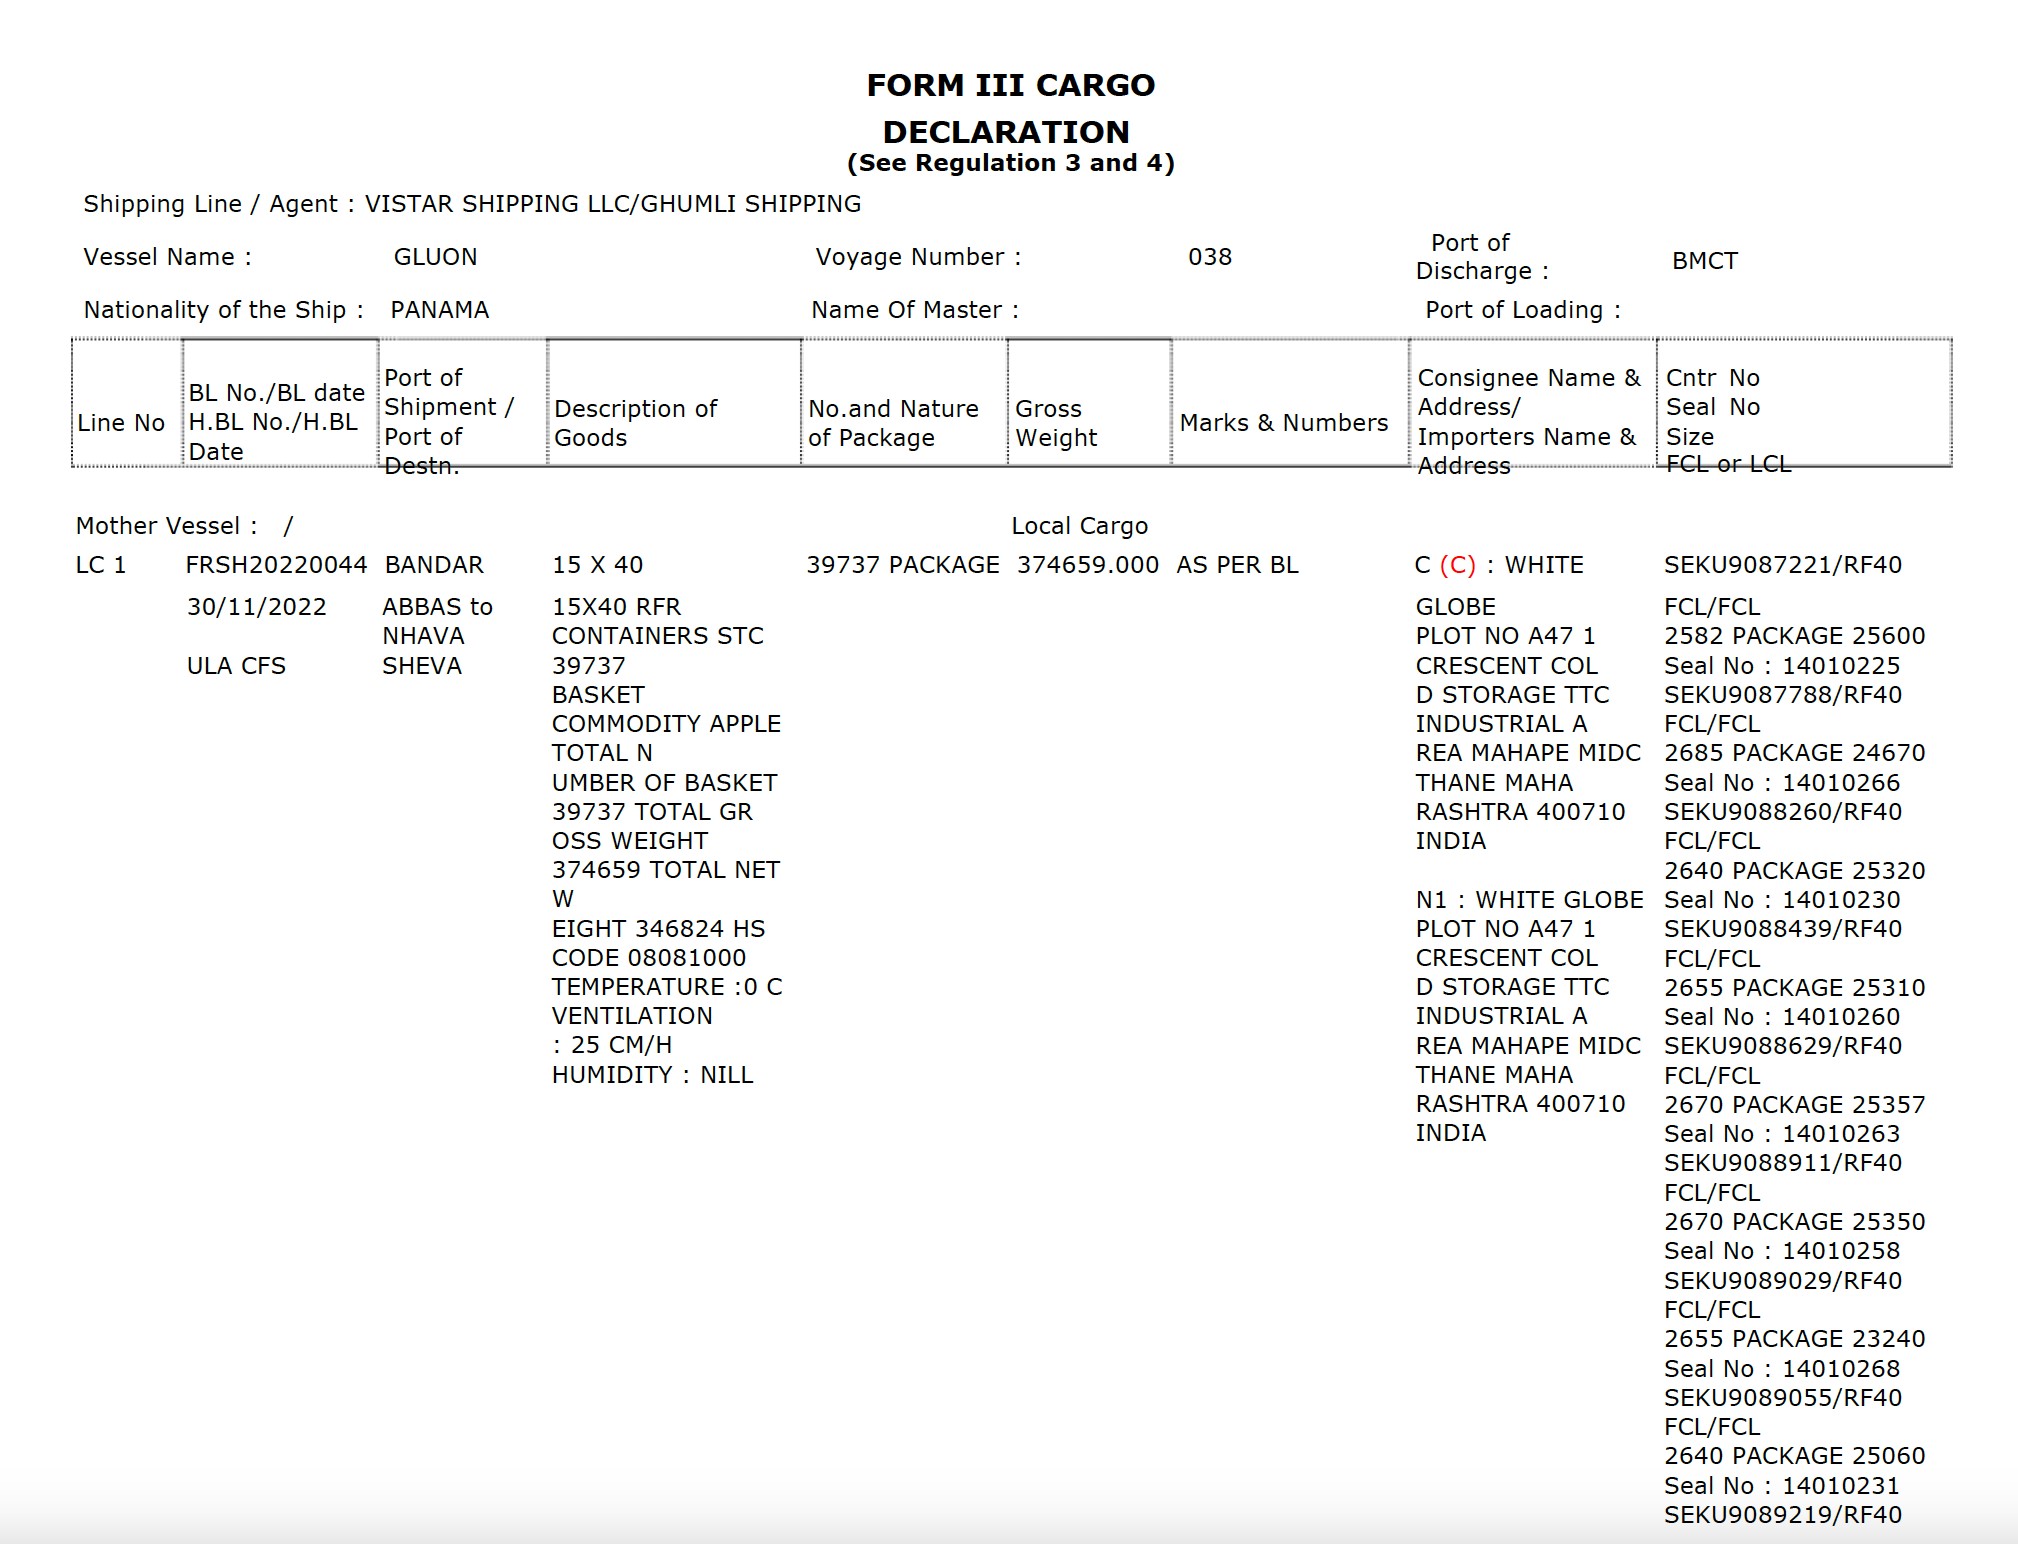 FORM III CARGO
DECLARATION
(See Regulation 3 and 4)
Shipping Line / Agent : VISTAR SHIPPING LLC/GHUMLI SHIPPING
Vessel Name : GLUON Voyage Number : 038 Port of Discharge : BMCT
Nationality of the Ship : PANAMA Name Of Master : Port of Loading :
Line No
BL No./BL date
H.BL No./H.BL
Date
Port of
Shipment /
Port of
Destn.
Description of
Goods
No.and Nature
of Package
Gross
Weight
Marks & Numbers
Consignee Name &
Address/
Importers Name &
Address
Cntr No
Seal No
Size
FCL or LCL
Mother Vessel : / Local Cargo
LC 1
FRSH20220044
30/11/2022
ULA CFS
BANDAR
ABBAS to
NHAVA
SHEVA
15 X 40
15X40 RFR
CONTAINERS STC
39737
BASKET
COMMODITY APPLE
TOTAL N
UMBER OF BASKET
39737 TOTAL GR
OSS WEIGHT
374659 TOTAL NET
W
EIGHT 346824 HS
CODE 08081000
TEMPERATURE :0 C
VENTILATION
: 25 CM/H
HUMIDITY : NILL
39737 PACKAGE
374659.000
AS PER BL
C (C) : WHITE
GLOBE
PLOT NO A47 1
CRESCENT COL
D STORAGE TTC
INDUSTRIAL A
REA MAHAPE MIDC
THANE MAHA
RASHTRA 400710
INDIA
N1 : WHITE GLOBE
PLOT NO A47 1
CRESCENT COL
D STORAGE TTC
INDUSTRIAL A
REA MAHAPE MIDC
THANE MAHA
RASHTRA 400710
INDIA
SEKU9087221/RF40
FCL/FCL
2582 PACKAGE 25600
Seal No : 14010225
SEKU9087788/RF40
FCL/FCL
2685 PACKAGE 24670
Seal No : 14010266
SEKU9088260/RF40
FCL/FCL
2640 PACKAGE 25320
Seal No : 14010230
SEKU9088439/RF40
FCL/FCL
2655 PACKAGE 25310
Seal No : 14010260
SEKU9088629/RF40
FCL/FCL
2670 PACKAGE 25357
Seal No : 14010263
SEKU9088911/RF40
FCL/FCL
2670 PACKAGE 25350
Seal No : 14010258
SEKU9089029/RF40
FCL/FCL
2655 PACKAGE 23240
Seal No : 14010268
SEKU9089055/RF40
FCL/FCL
2640 PACKAGE 25060
Seal No : 14010231
SEKU9089219/RF40